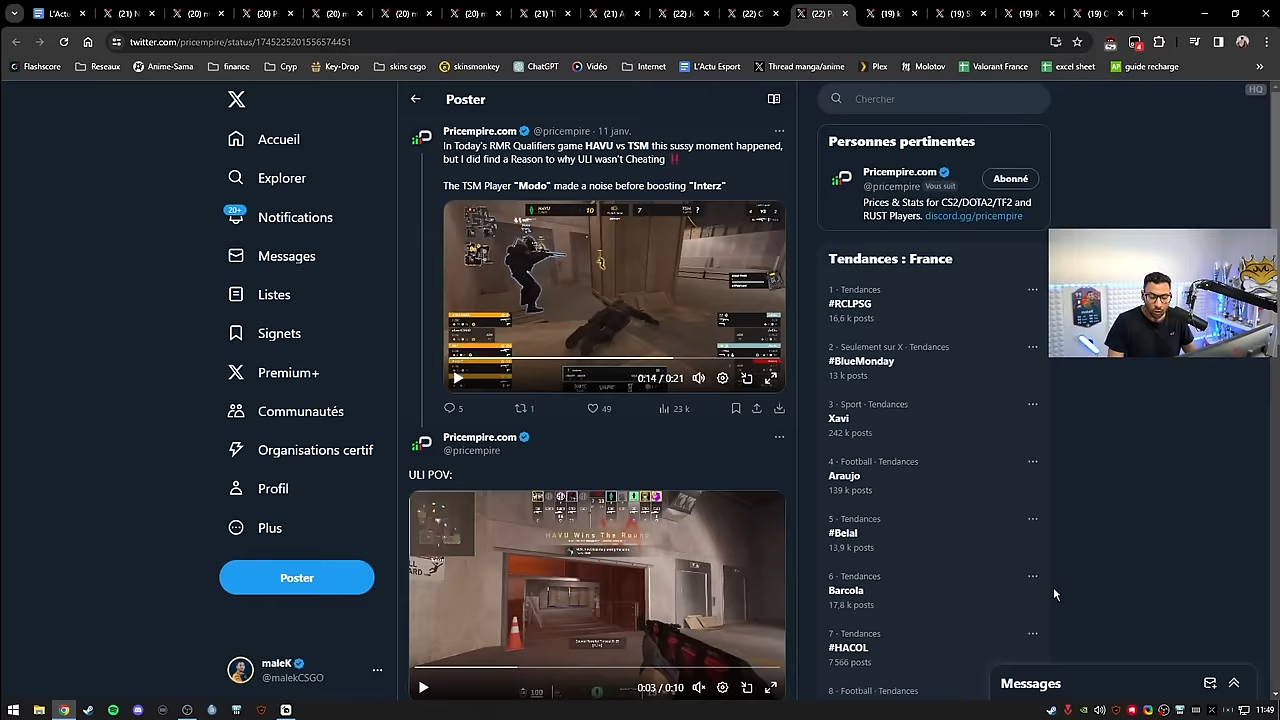 twitter.com/pricempire/status/1745225201556574451
Flashscore
Reseaux
Anime-Sama
finance
Cryp
Key-Drop
skins csgo
skinsmonkey
ChatGPT
Vidéo
Internet
L'Actu Esport
Thread manga/anime
Plex
Molotov
Valorant France
excel sheet
guide recharge
HQ
Accueil
Explorer
20+
Notifications
Messages
Listes
Signets
Premium+
Communautés
Organisations certif
Profil
Plus
Poster
maleK
@malekCSGO
Poster
Pricempire.com @pricempire · 11 janv.
In Today's RMR Qualifiers game HAVU vs TSM this sussy moment happened,
but I did find a Reason to why ULI wasn't Cheating ‼
The TSM Player "Modo" made a noise before boosting "Interz"
HAVU 10 7 TSM
0:14 / 0:21
5 1 49 23 k
Pricempire.com
@pricempire
ULI POV:
HAVU Wins The Round
100
0:03 / 0:10
Chercher
Personnes pertinentes
Pricempire.com
@pricempire Vous suit
Abonné
Prices & Stats for CS2/DOTA2/TF2 and
RUST Players. discord.gg/pricempire
Tendances : France
1 · Tendances
#RCLPSG
16,6 k posts
2 · Seulement sur X · Tendances
#BlueMonday
13 k posts
3 · Sport · Tendances
Xavi
242 k posts
4 · Football · Tendances
Araujo
139 k posts
5 · Tendances
#Belal
13,9 k posts
6 · Tendances
Barcola
17,8 k posts
7 · Tendances
#HACOL
7 566 posts
8 · Football · Tendances
Messages
11:49